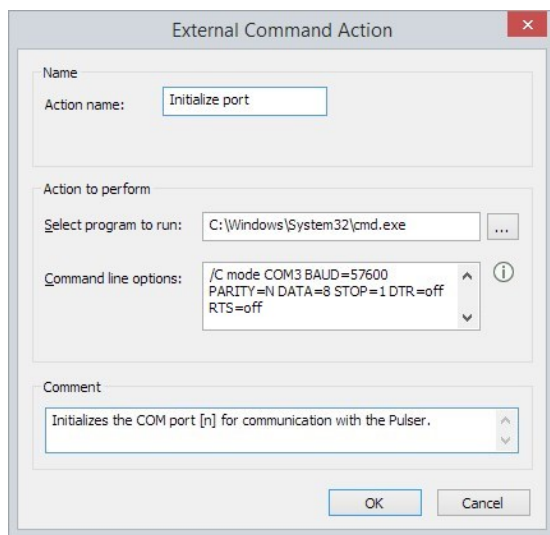 External Command Action
Name
Action name: Initialize port
Action to perform
Select program to run: C:\Windows\System32\cmd.exe ...
Command line options: /C mode COM3 BAUD=57600
PARITY=N DATA=8 STOP=1 DTR=off
RTS=off
Comment
Initializes the COM port [n] for communication with the Pulser.
OK Cancel